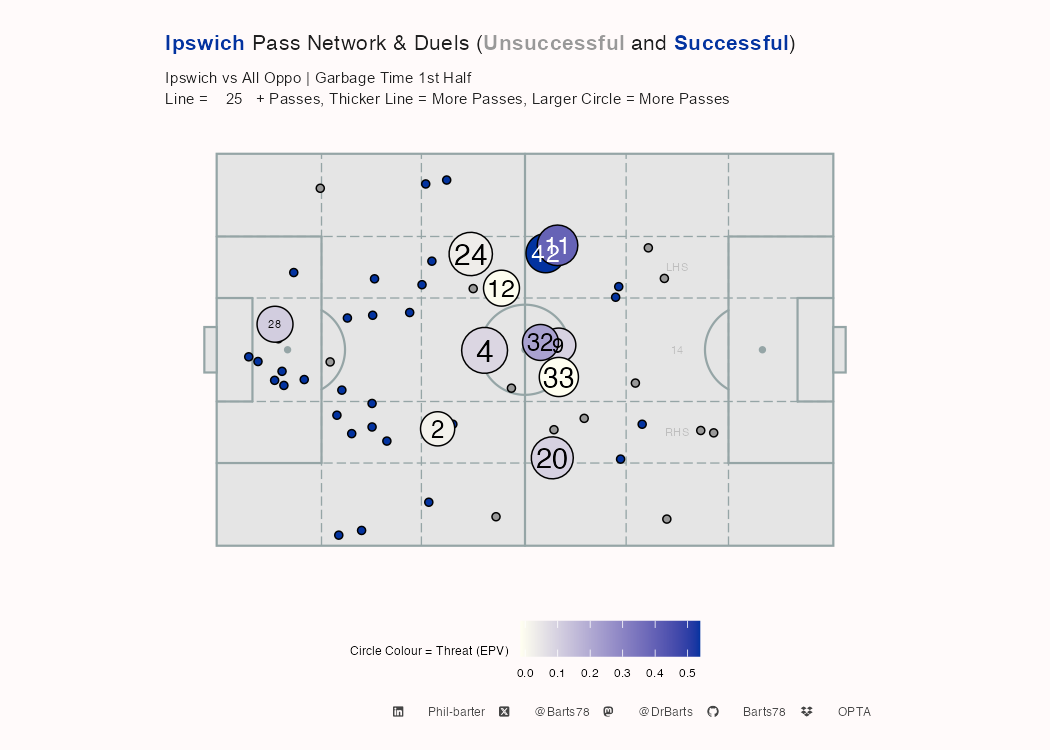 Ipswich Pass Network & Duels (Unsuccessful and Successful)
Ipswich vs All Oppo | Garbage Time 1st Half
Line = 25 + Passes, Thicker Line = More Passes, Larger Circle = More Passes
24
42
11
LHS
12
28
4
32
9
14
33
2
RHS
20
Circle Colour = Threat (EPV)
0.0 0.1 0.2 0.3 0.4 0.5
Phil-barter @Barts78 @DrBarts Barts78 OPTA